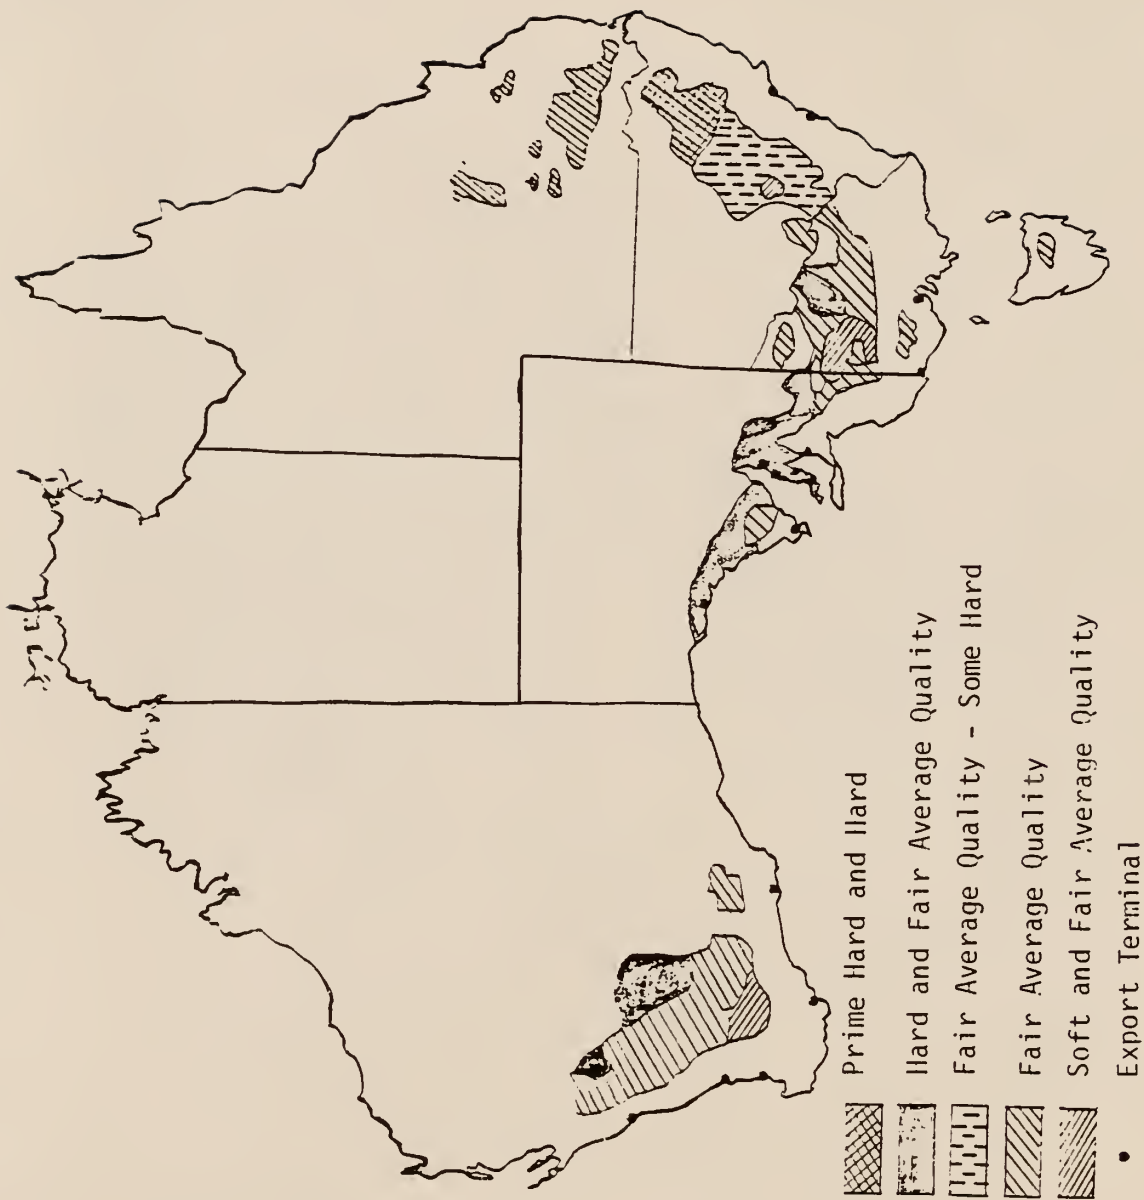 Prime Hard and Hard
Hard and Fair Average Quality
Fair Average Quality - Some Hard
Fair Average Quality
Soft and Fair Average Quality
Export Terminal